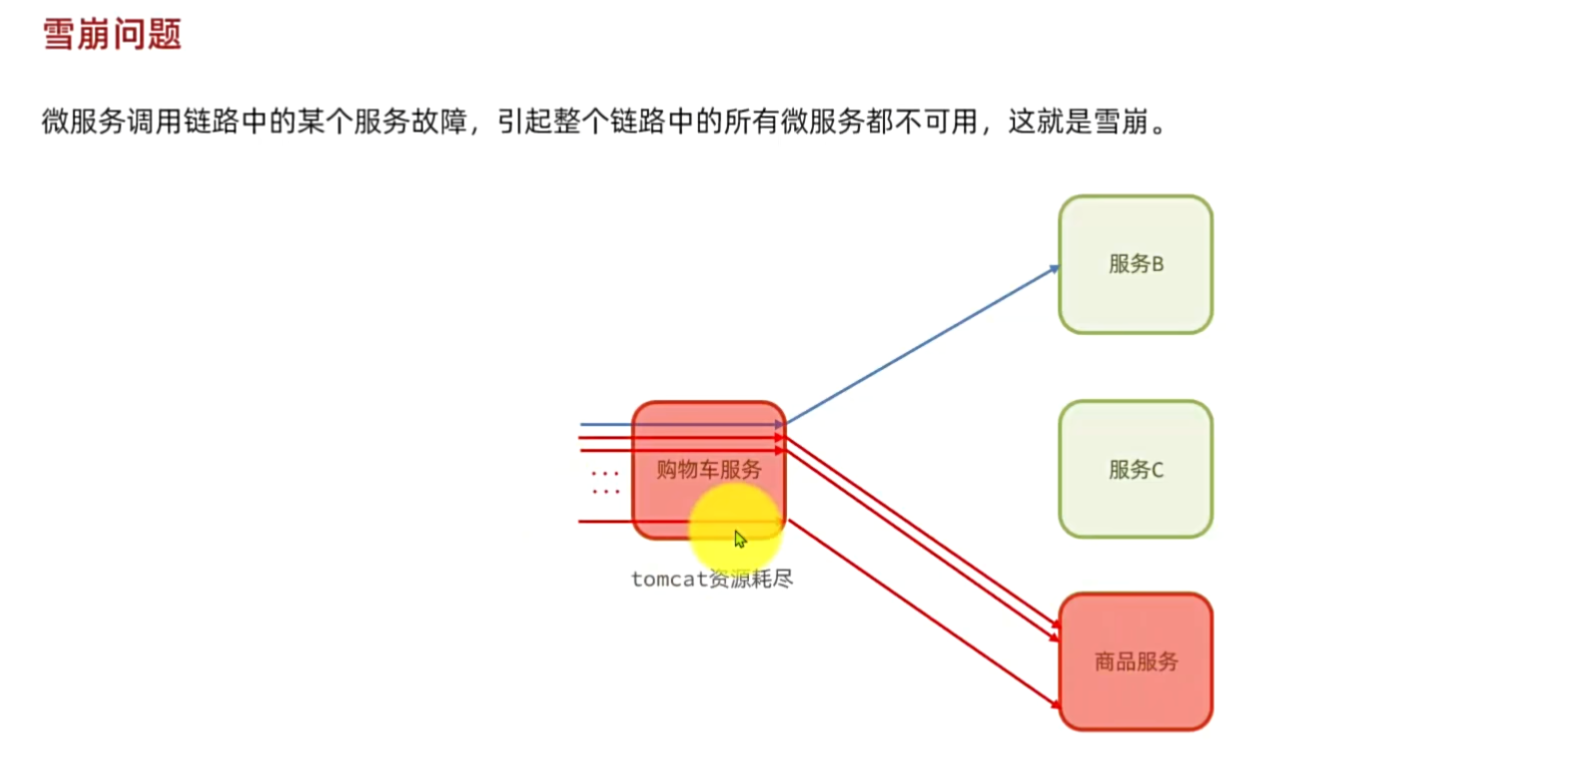 雪崩问题
微服务调用链路中的某个服务故障，引起整个链路中的所有微服务都不可用，这就是雪崩。
服务B
购物车服务
服务C
tomcat资源耗尽
商品服务